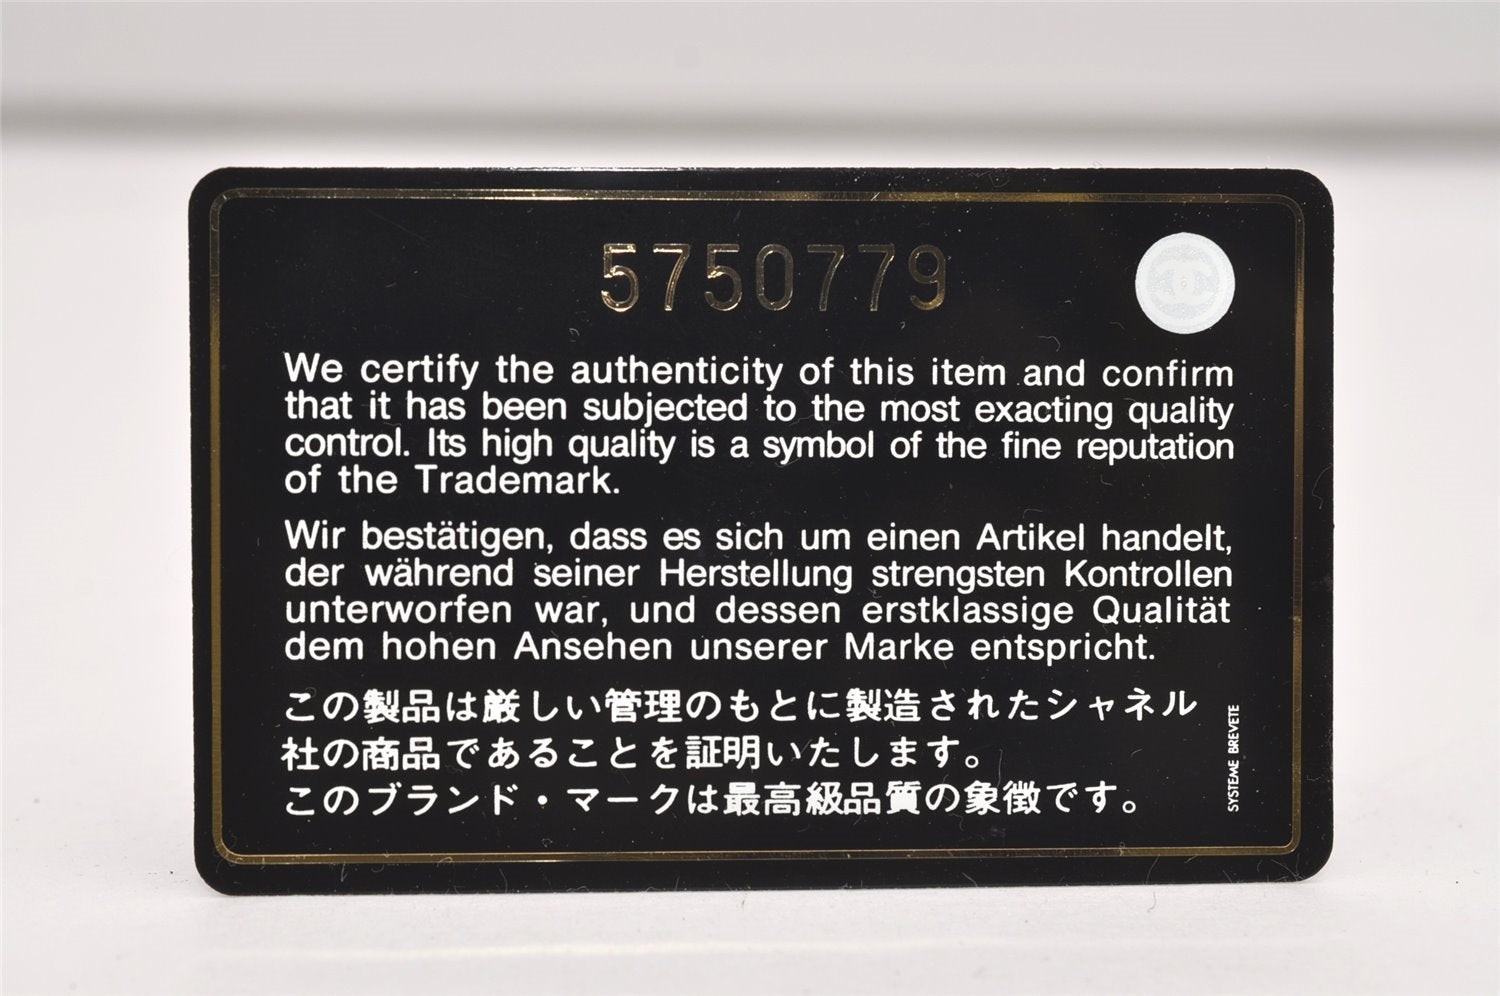 5750779
We certify the authenticity of this item and confirm
that it has been subjected to the most exacting quality
control. Its high quality is a symbol of the fine reputation
of the Trademark.
Wir bestätigen, dass es sich um einen Artikel handelt,
der während seiner Herstellung strengsten Kontrollen
unterworfen war, und dessen erstklassige Qualität
dem hohen Ansehen unserer Marke entspricht.
この製品は厳しい管理のもとに製造されたシャネル
社の商品であることを証明いたします。
このブランド・マークは最高級品質の象徴です。
SYSTEME BREVETE